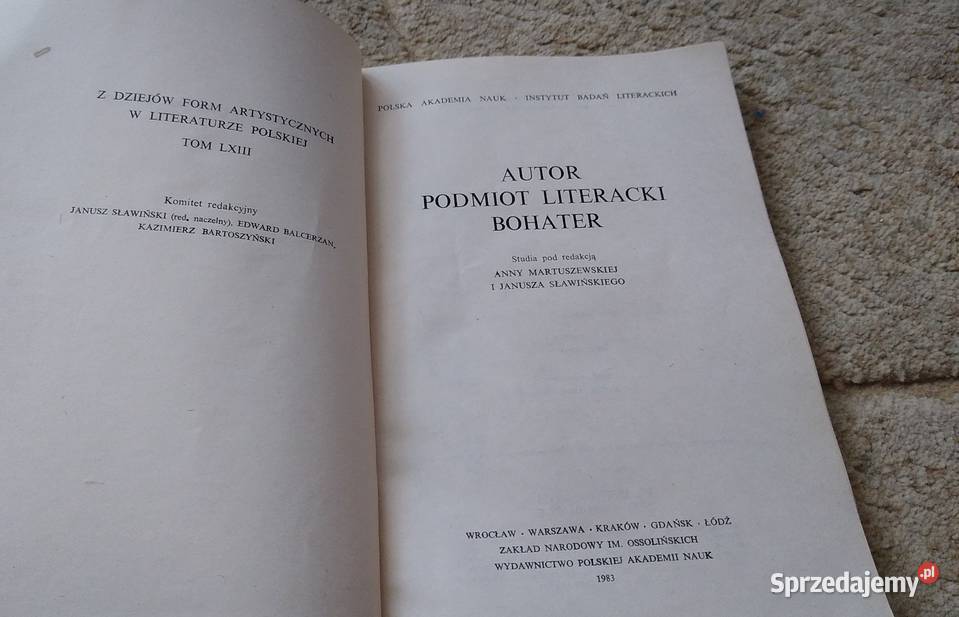 Z DZIEJÓW FORM ARTYSTYCZNYCH
W LITERATURZE POLSKIEJ
TOM LXIII
Komitet redakcyjny
JANUSZ SŁAWIŃSKI (red. naczelny), EDWARD BALCERZAN,
KAZIMIERZ BARTOSZYŃSKI
POLSKA AKADEMIA NAUK · INSTYTUT BADAŃ LITERACKICH
AUTOR
PODMIOT LITERACKI
BOHATER
Studia pod redakcją
ANNY MARTUSZEWSKIEJ
I JANUSZA SŁAWIŃSKIEGO
WROCŁAW · WARSZAWA · KRAKÓW · GDAŃSK · ŁÓDŹ
ZAKŁAD NARODOWY IM. OSSOLIŃSKICH
WYDAWNICTWO POLSKIEJ AKADEMII NAUK
1983
Sprzedajemy.pl